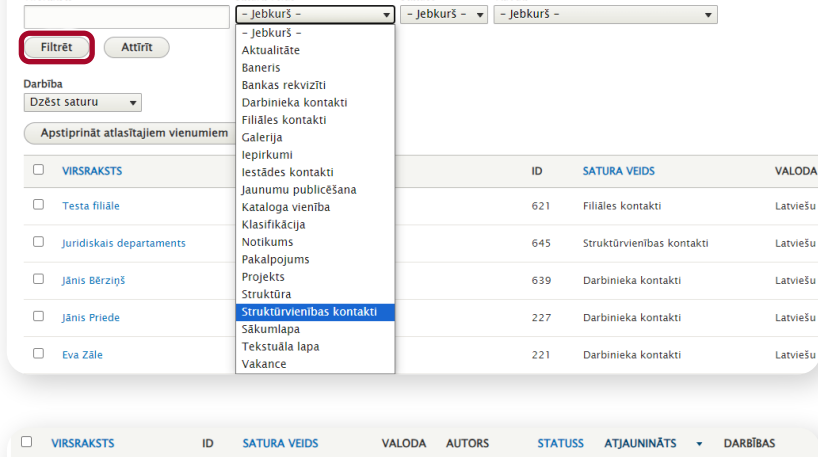 – Jebkurš – – Jebkurš – – Jebkurš –
Filtrēt Attīrīt
Darbība
Dzēst saturu
Apstiprināt atlasītajiem vienumiem
– Jebkurš –
Aktualitāte
Baneris
Bankas rekvizīti
Darbinieka kontakti
Filiāles kontakti
Galerija
Iepirkumi
Iestādes kontakti
Jaunumu publicēšana
Kataloga vienība
Klasifikācija
Notikums
Pakalpojums
Projekts
Struktūra
Struktūrvienības kontakti
Sākumlapa
Tekstuāla lapa
Vakance
VIRSRAKSTS ID SATURA VEIDS VALODA
Testa filiāle 621 Filiāles kontakti Latviešu
Juridiskais departaments 645 Struktūrvienības kontakti Latviešu
Jānis Bērziņš 639 Darbinieka kontakti Latviešu
Jānis Priede 227 Darbinieka kontakti Latviešu
Eva Zāle 221 Darbinieka kontakti Latviešu
VIRSRAKSTS ID SATURA VEIDS VALODA AUTORS STATUSS ATJAUNINĀTS DARBĪBAS